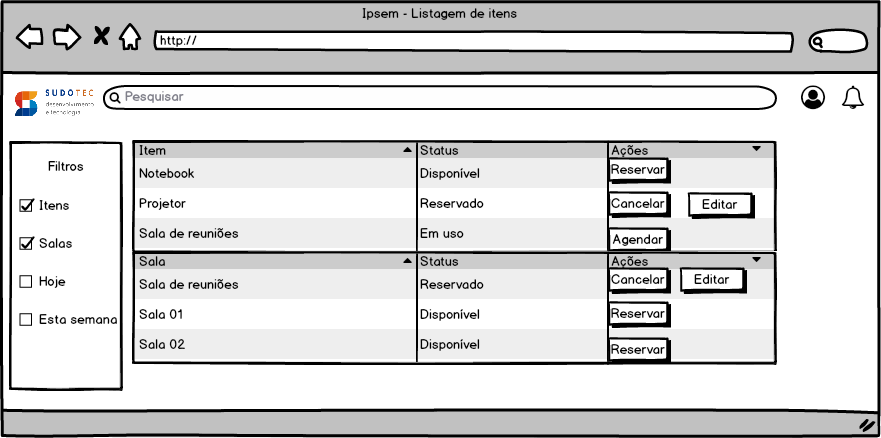 Ipsem - Listagem de itens
http://
SUDOTEC
desenvolvimento
e tecnologia
Pesquisar
Filtros
Itens
Salas
Hoje
Esta semana
Item Status Ações
Notebook Disponível Reservar
Projetor Reservado Cancelar Editar
Sala de reuniões Em uso Agendar
Sala Status Ações
Sala de reuniões Reservado Cancelar Editar
Sala 01 Disponível Reservar
Sala 02 Disponível Reservar